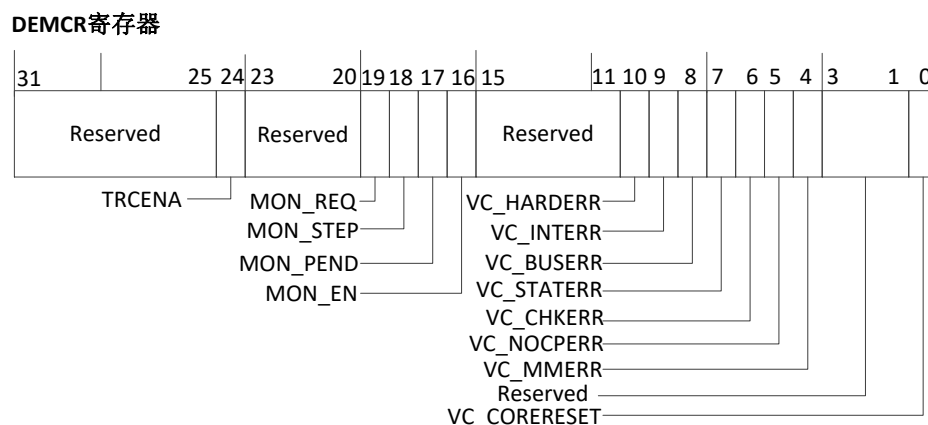 DEMCR寄存器
31 25 24 23 20 19 18 17 16 15 11 10 9 8 7 6 5 4 3 1 0
Reserved Reserved Reserved
TRCENA MON_REQ VC_HARDERR
MON_STEP VC_INTERR
MON_PEND VC_BUSERR
MON_EN VC_STATERR
VC_CHKERR
VC_NOCPERR
VC_MMERR
Reserved
VC_CORERESET